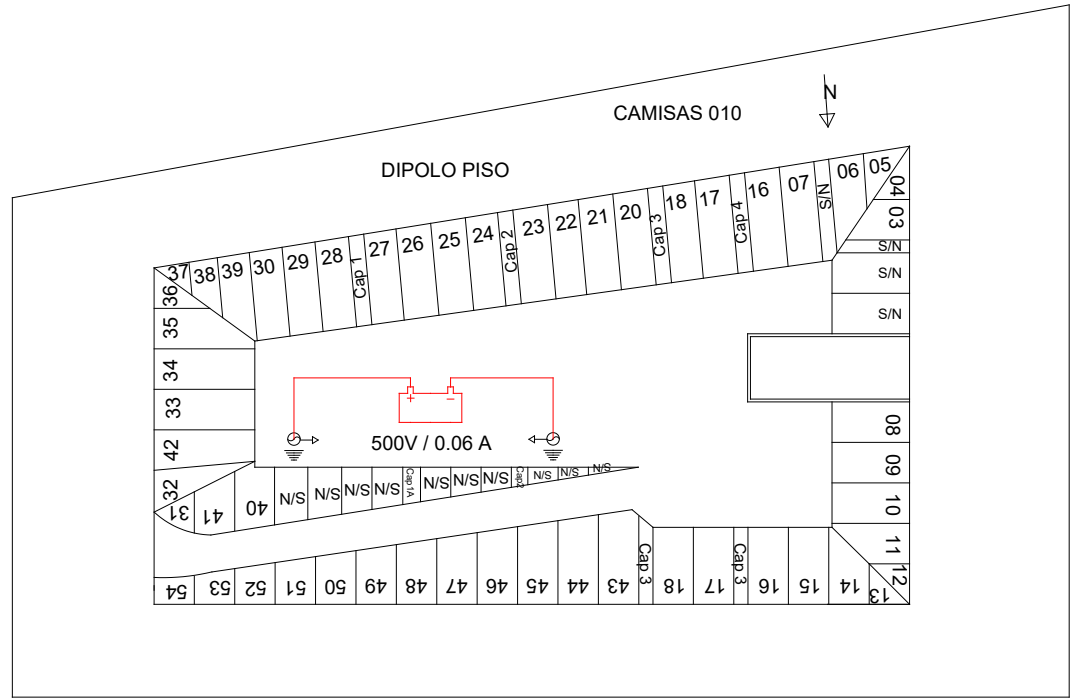 CAMISAS 010
N
DIPOLO PISO
37
38
39
30
29
28
Cap 1
27
26
25
24
Cap 2
23
22
21
20
Cap 3
18
17
Cap 4
16
07
S/N
06
05
04
03
S/N
S/N
S/N
36
35
34
33
42
32
31
41
40
+
-
500V / 0.06 A
S/N
S/N
S/N
S/N
Cap 1A
S/N
S/N
S/N
Cap2
S/N
S/N
S/N
08
09
10
11
12
13
54
53
52
51
50
49
48
47
46
45
44
43
Cap 3
18
17
Cap 3
16
15
14